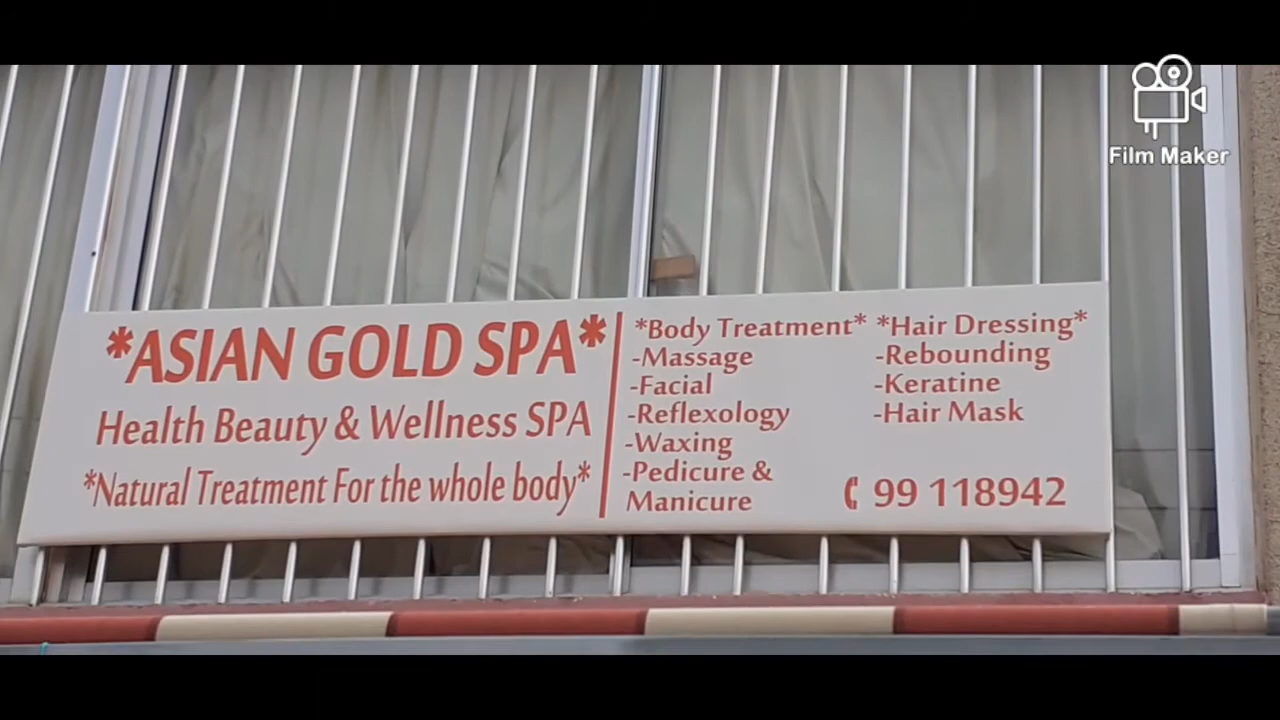 Film Maker
*ASIAN GOLD SPA*
Health Beauty & Wellness SPA
*Natural Treatment For the whole body*
*Body Treatment*
-Massage
-Facial
-Reflexology
-Waxing
-Pedicure &
Manicure
*Hair Dressing*
-Rebounding
-Keratine
-Hair Mask
99 118942